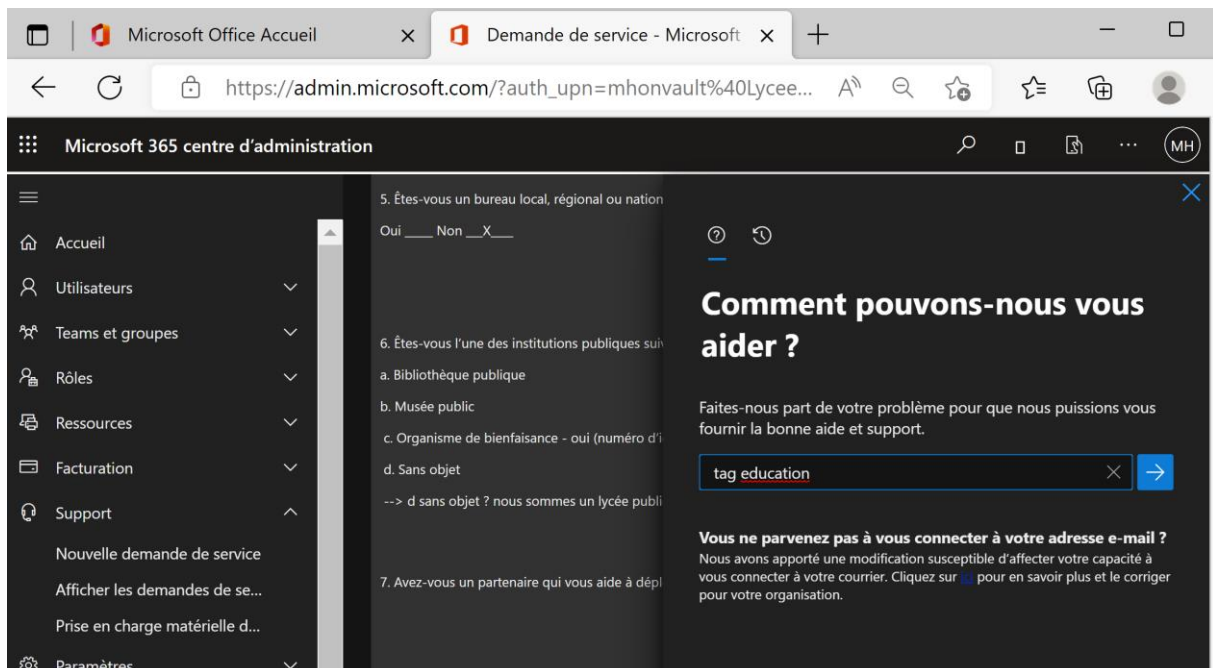 Microsoft Office Accueil
Demande de service - Microsoft
https://admin.microsoft.com/?auth_upn=mhonvault%40Lycee...
Microsoft 365 centre d'administration
MH
Accueil
Utilisateurs
Teams et groupes
Rôles
Ressources
Facturation
Support
Nouvelle demande de service
Afficher les demandes de se...
Prise en charge matérielle d...
Paramètres
5. Êtes-vous un bureau local, régional ou nation
Oui ____ Non __X___
6. Êtes-vous l'une des institutions publiques
a. Bibliothèque publique
b. Musée public
c. Organisme de bienfaisance - oui (numéro
d. Sans objet
--> d sans objet ? nous sommes un lycée publi
7. Avez-vous un partenaire qui vous aide à dépl
Comment pouvons-nous vous
aider ?
Faites-nous part de votre problème pour que nous puissions vous
fournir la bonne aide et support.
tag education
Vous ne parvenez pas à vous connecter à votre adresse e-mail ?
Nous avons apporté une modification susceptible d'affecter votre capacité à
vous connecter à votre courrier. Cliquez sur ici pour en savoir plus et le corriger
pour votre organisation.